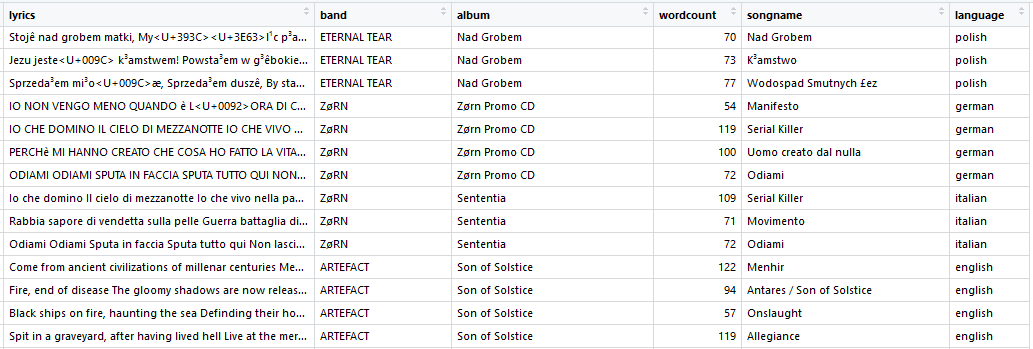 lyrics band album wordcount songname language
Stojê nad grobem matki, My<U+393C><U+3E63>I¹c p³a... ETERNAL TEAR Nad Grobem 70 Nad Grobem polish
Jezu jeste<U+009C> k³amstwem! Powsta³em w g³êbokie... ETERNAL TEAR Nad Grobem 73 K³amstwo polish
Sprzeda³em mi³o<U+009C>æ, Sprzeda³em duszê, By sta... ETERNAL TEAR Nad Grobem 77 Wodospad Smutnych £ez polish
IO NON VENGO MENO QUANDO è L<U+0092>ORA DI C... ZøRN Zørn Promo CD 54 Manifesto german
IO CHE DOMINO IL CIELO DI MEZZANOTTE IO CHE VIVO ... ZøRN Zørn Promo CD 119 Serial Killer german
PERCHè MI HANNO CREATO CHE COSA HO FATTO LA VITA... ZøRN Zørn Promo CD 100 Uomo creato dal nulla german
ODIAMI ODIAMI SPUTA IN FACCIA SPUTA TUTTO QUI NON... ZøRN Zørn Promo CD 72 Odiami german
Io che domino Il cielo di mezzanotte Io che vivo nella pa... ZøRN Sententia 109 Serial Killer italian
Rabbia sapore di vendetta sulla pelle Guerra battaglia di... ZøRN Sententia 71 Movimento italian
Odiami Odiami Sputa in faccia Sputa tutto qui Non lasci... ZøRN Sententia 72 Odiami italian
Come from ancient civilizations of millenar centuries Me... ARTEFACT Son of Solstice 122 Menhir english
Fire, end of disease The gloomy shadows are now releas... ARTEFACT Son of Solstice 94 Antares / Son of Solstice english
Black ships on fire, haunting the sea Definding their ho... ARTEFACT Son of Solstice 57 Onslaught english
Spit in a graveyard, after having lived hell Live at the mer... ARTEFACT Son of Solstice 119 Allegiance english